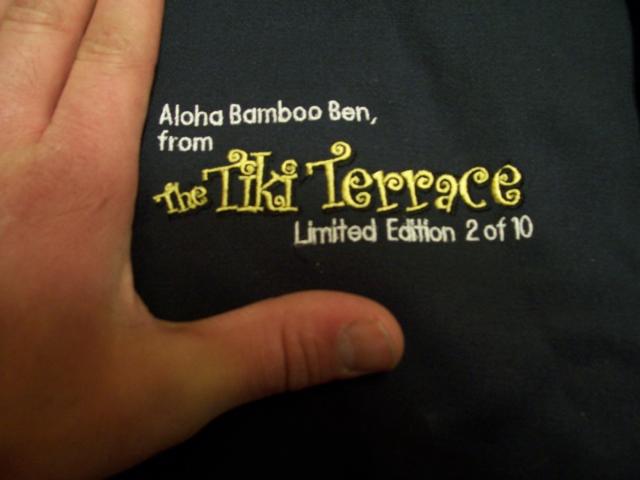 Aloha Bamboo Ben,
from
The Tiki Terrace
Limited Edition 2 of 10